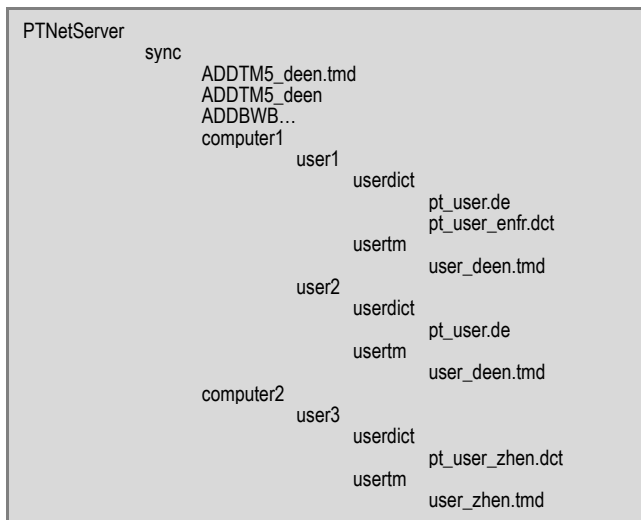 PTNetServer
sync
ADDTM5_deen.tmd
ADDTM5_deen
ADDBWB…
computer1
user1
userdict
pt_user.de
pt_user_enfr.dct
usertm
user_deen.tmd
user2
userdict
pt_user.de
usertm
user_deen.tmd
computer2
user3
userdict
pt_user_zhen.dct
usertm
user_zhen.tmd